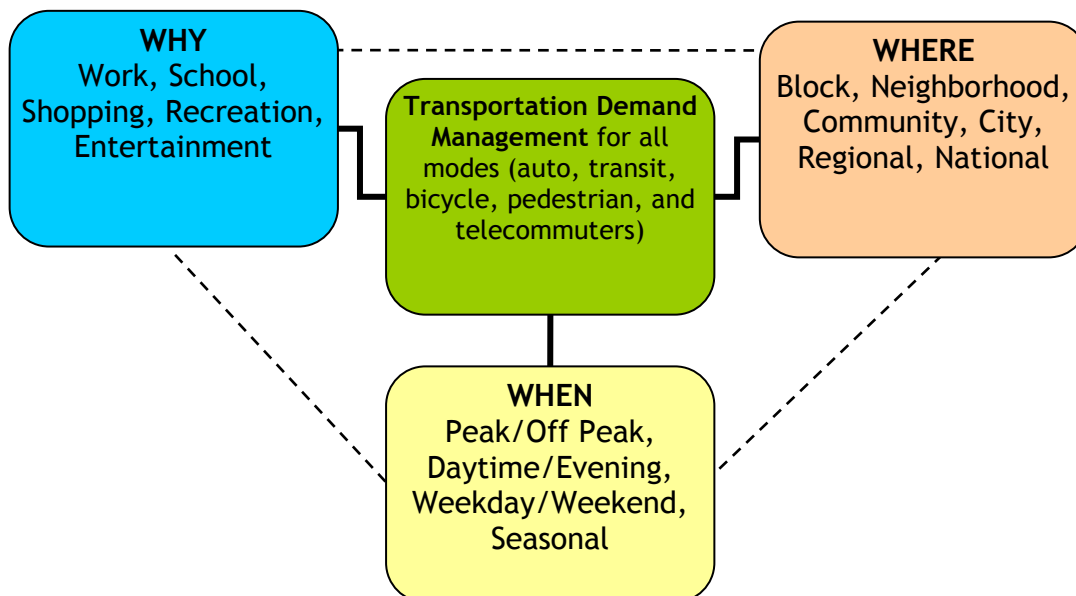 WHY
Work, School,
Shopping, Recreation,
Entertainment
Transportation Demand
Management for all
modes (auto, transit,
bicycle, pedestrian, and
telecommuters)
WHERE
Block, Neighborhood,
Community, City,
Regional, National
WHEN
Peak/Off Peak,
Daytime/Evening,
Weekday/Weekend,
Seasonal